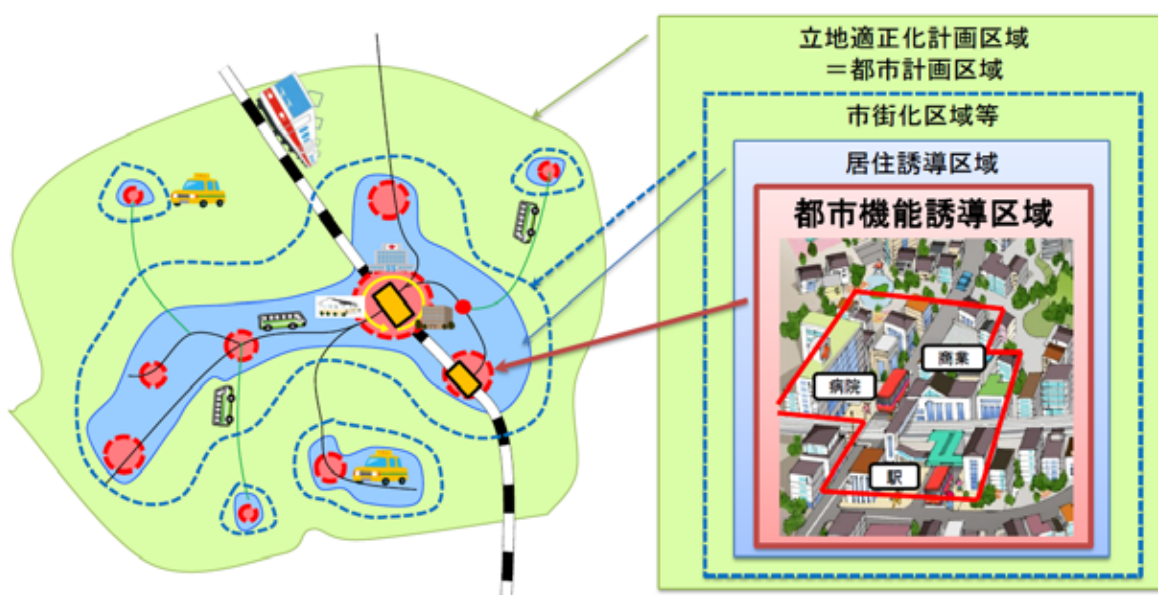 立地適正化計画区域
＝都市計画区域
市街化区域等
居住誘導区域
都市機能誘導区域
商業
病院
駅